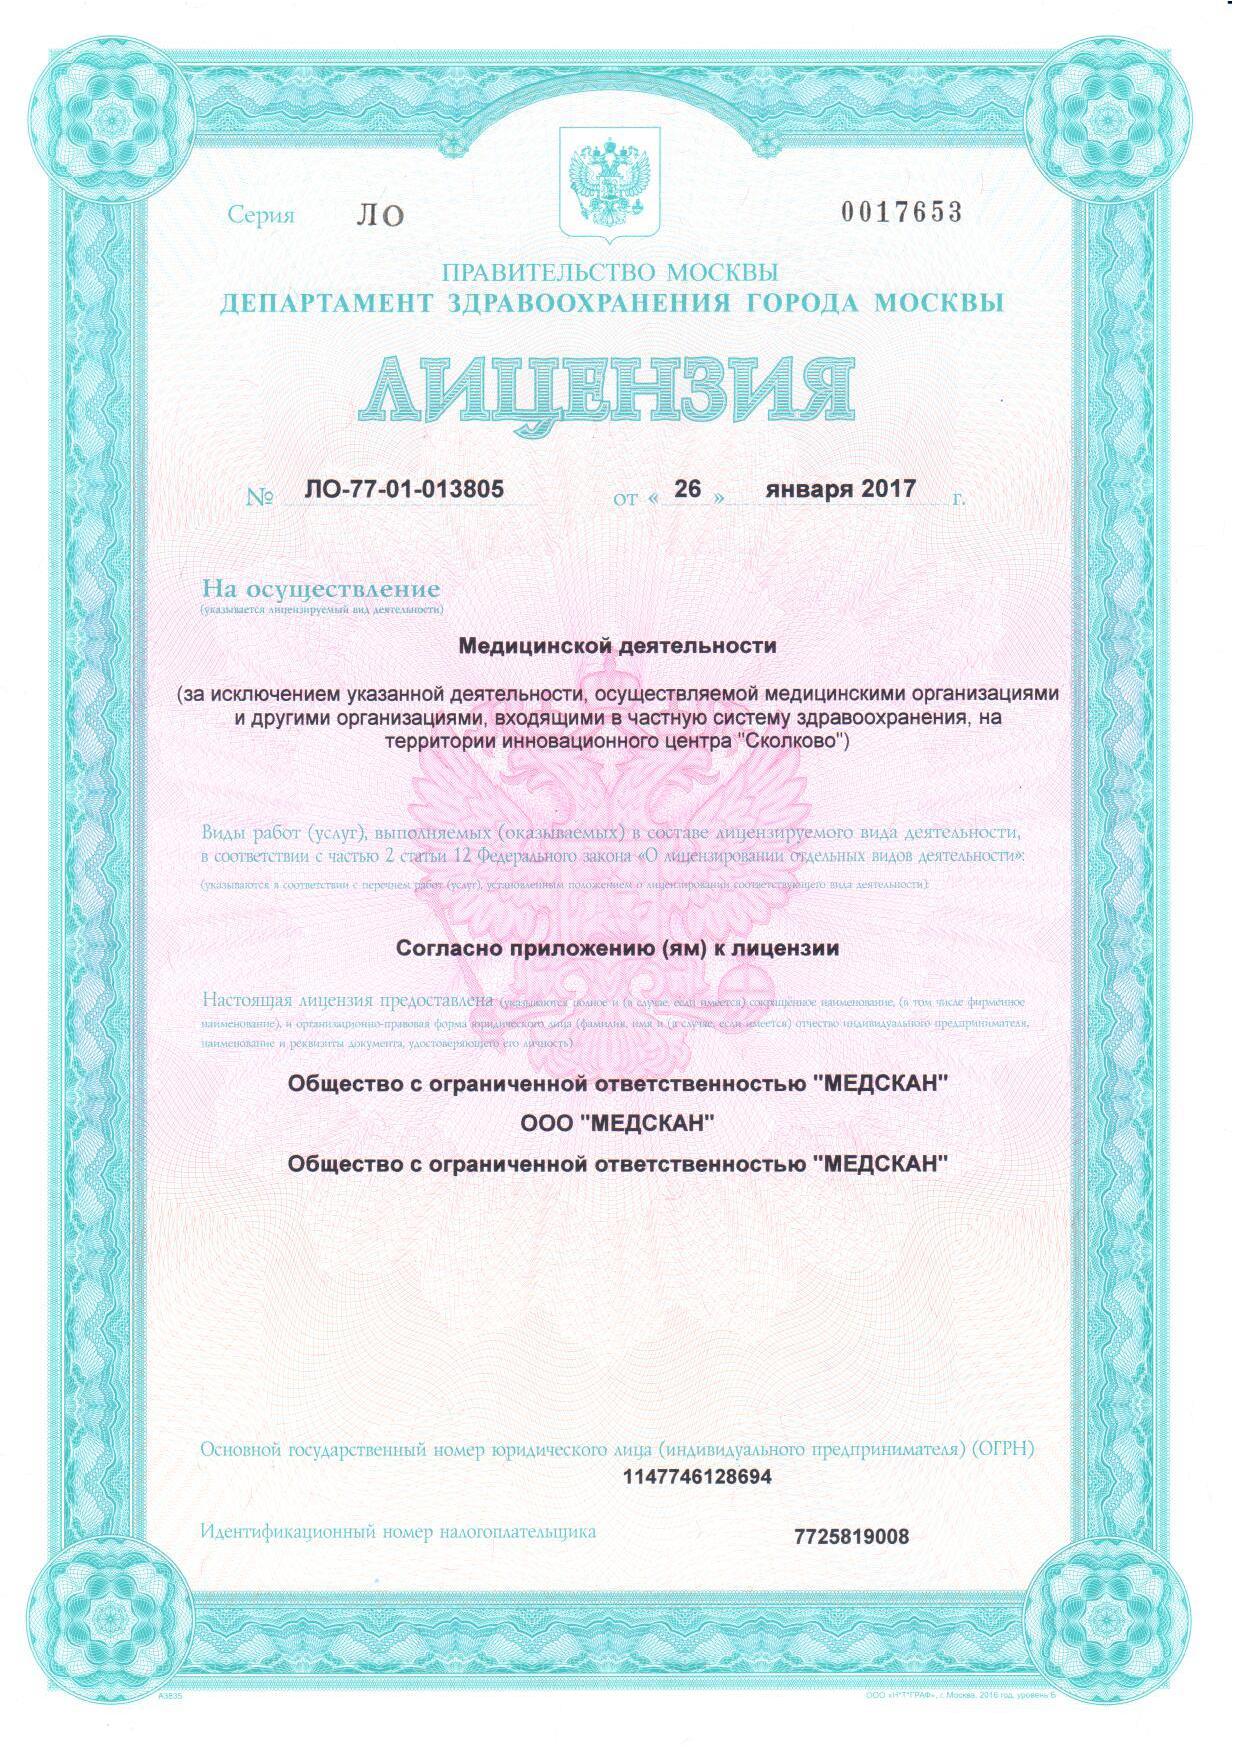 Серия ЛО 0017653
ПРАВИТЕЛЬСТВО МОСКВЫ
ДЕПАРТАМЕНТ ЗДРАВООХРАНЕНИЯ ГОРОДА МОСКВЫ
ЛИЦЕНЗИЯ
№ ЛО-77-01-013805 от « 26 » января 2017 г.
На осуществление
(указывается лицензируемый вид деятельности)
Медицинской деятельности
(за исключением указанной деятельности, осуществляемой медицинскими организациями
и другими организациями, входящими в частную систему здравоохранения, на
территории инновационного центра "Сколково")
Виды работ (услуг), выполняемых (оказываемых) в составе лицензируемого вида деятельности,
в соответствии с частью 2 статьи 12 Федерального закона «О лицензировании отдельных видов деятельности»:
(указываются в соответствии с перечнем работ (услуг), установленным положением о лицензировании соответствующего вида деятельности):
Согласно приложению (ям) к лицензии
Настоящая лицензия предоставлена (указываются полное и (в случае, если имеется) сокращённое наименование, (в том числе фирменное
наименование), и организационно-правовая форма юридического лица (фамилия, имя и (в случае, если имеется) отчество индивидуального предпринимателя,
наименование и реквизиты документа, удостоверяющего его личность)
Общество с ограниченной ответственностью "МЕДСКАН"
ООО "МЕДСКАН"
Общество с ограниченной ответственностью "МЕДСКАН"
Основной государственный номер юридического лица (индивидуального предпринимателя) (ОГРН)
1147746128694
Идентификационный номер налогоплательщика 7725819008
А3835 ООО «Н*Т*ГРАФ», г. Москва, 2016 год, уровень Б